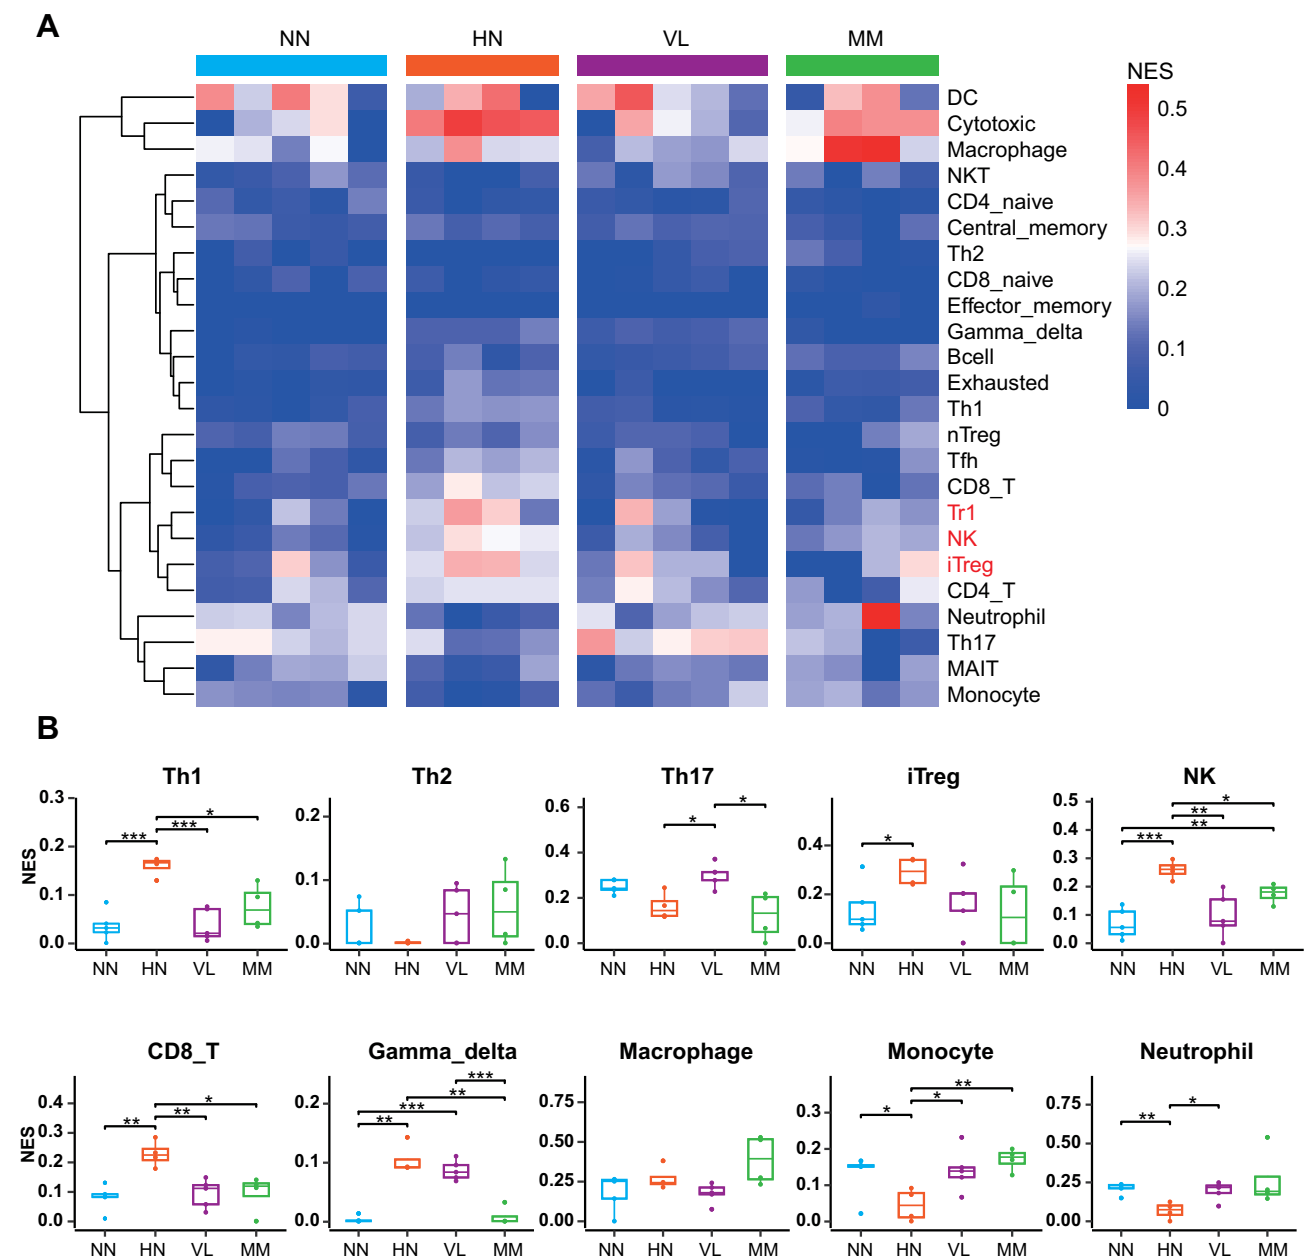 A
NN HN VL MM
NES
DC
Cytotoxic
Macrophage
NKT
CD4_naive
Central_memory
Th2
CD8_naive
Effector_memory
Gamma_delta
Bcell
Exhausted
Th1
nTreg
Tfh
CD8_T
Tr1
NK
iTreg
CD4_T
Neutrophil
Th17
MAIT
Monocyte
0.5
0.4
0.3
0.2
0.1
0
B
Th1
NES
0.3
0.2
0.1
0.0
*
***
***
NN HN VL MM
Th2
0.2
0.1
0.0
NN HN VL MM
Th17
0.6
0.4
0.2
0.0
*
*
NN HN VL MM
iTreg
0.4
0.2
0.0
*
NN HN VL MM
NK
0.5
0.4
0.3
0.2
0.1
0.0
*
**
**
***
NN HN VL MM
CD8_T
NES
0.4
0.3
0.2
0.1
0.0
*
**
**
NN HN VL MM
Gamma_delta
0.2
0.1
0.0
***
**
***
**
NN HN VL MM
Macrophage
0.75
0.50
0.25
0.00
NN HN VL MM
Monocyte
0.3
0.2
0.1
0.0
**
*
*
NN HN VL MM
Neutrophil
0.75
0.50
0.25
0.00
*
**
NN HN VL MM